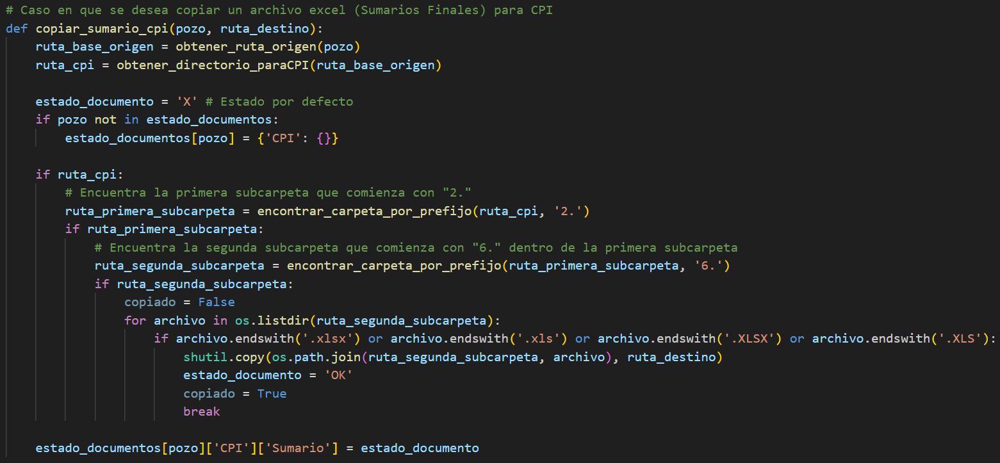 # Caso en que se desea copiar un archivo excel (Sumarios Finales) para CPI
def copiar_sumario_cpi(pozo, ruta_destino):
    ruta_base_origen = obtener_ruta_origen(pozo)
    ruta_cpi = obtener_directorio_paraCPI(ruta_base_origen)

    estado_documento = 'X' # Estado por defecto
    if pozo not in estado_documentos:
        estado_documentos[pozo] = {'CPI': {}}

    if ruta_cpi:
        # Encuentra la primera subcarpeta que comienza con "2."
        ruta_primera_subcarpeta = encontrar_carpeta_por_prefijo(ruta_cpi, '2.')
        if ruta_primera_subcarpeta:
            # Encuentra la segunda subcarpeta que comienza con "6." dentro de la primera subcarpeta
            ruta_segunda_subcarpeta = encontrar_carpeta_por_prefijo(ruta_primera_subcarpeta, '6.')
            if ruta_segunda_subcarpeta:
                copiado = False
                for archivo in os.listdir(ruta_segunda_subcarpeta):
                    if archivo.endswith('.xlsx') or archivo.endswith('.xls') or archivo.endswith('.XLSX') or archivo.endswith('.XLS'):
                        shutil.copy(os.path.join(ruta_segunda_subcarpeta, archivo), ruta_destino)
                        estado_documento = 'OK'
                        copiado = True
                        break

    estado_documentos[pozo]['CPI']['Sumario'] = estado_documento